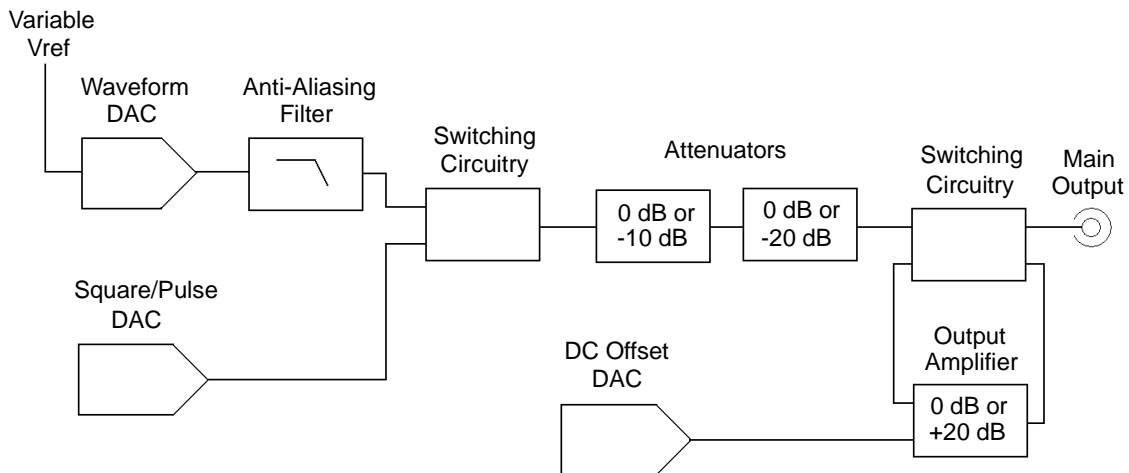 Variable
Vref
Waveform
DAC
Anti-Aliasing
Filter
Switching
Circuitry
Attenuators
0 dB or
-10 dB
0 dB or
-20 dB
Switching
Circuitry
Main
Output
Square/Pulse
DAC
DC Offset
DAC
Output
Amplifier
0 dB or
+20 dB